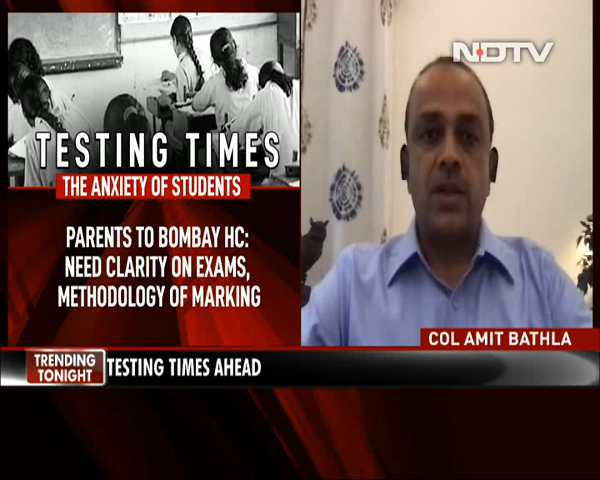 NDTV
TESTING TIMES
THE ANXIETY OF STUDENTS
PARENTS TO BOMBAY HC:
NEED CLARITY ON EXAMS,
METHODOLOGY OF MARKING
COL AMIT BATHLA
TRENDING
TONIGHT
TESTING TIMES AHEAD